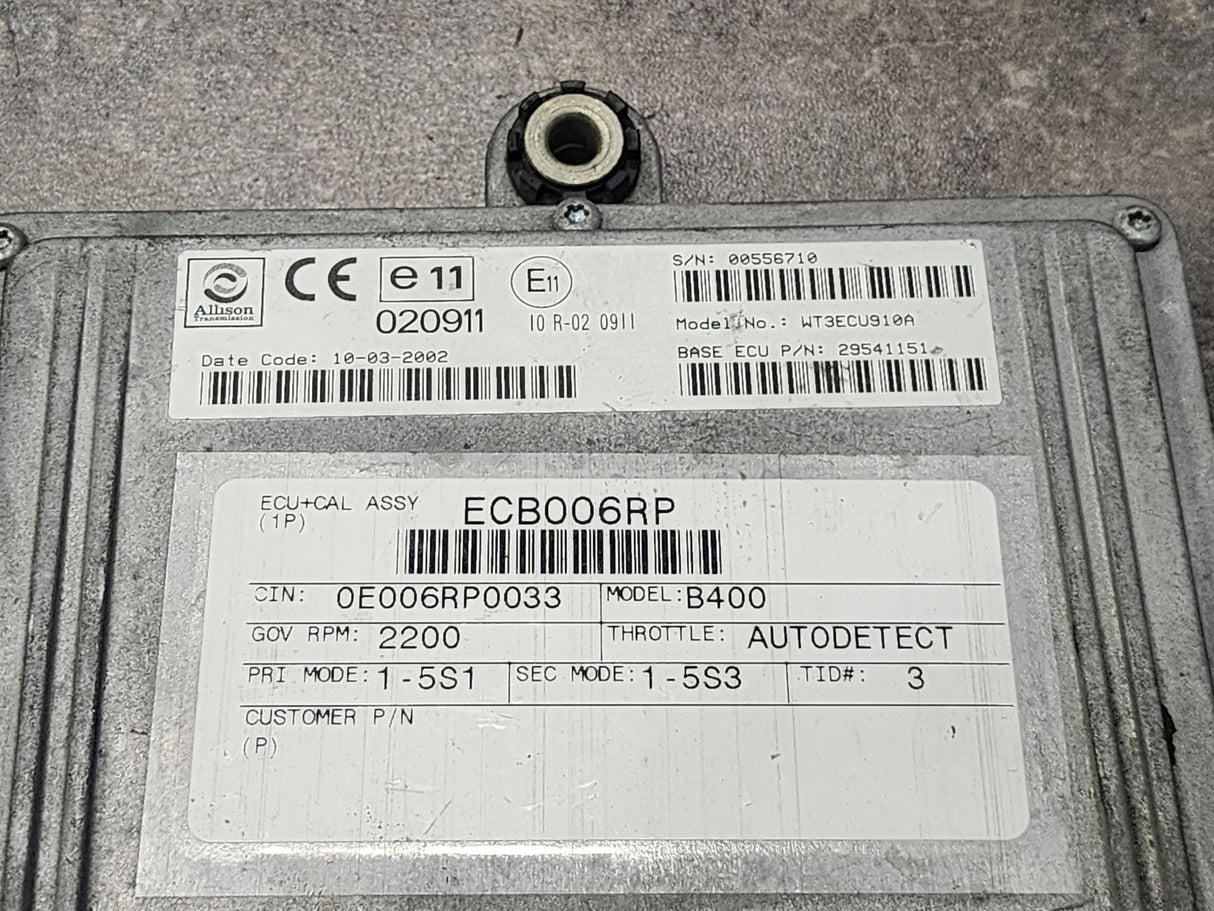 Allison
Transmission
CE
e11
020911
E11
10 R-02 0911
S/N: 00556710
Model No.: WT3ECU910A
Date Code: 10-03-2002
BASE ECU P/N: 29541151
ECU+CAL ASSY ECB006RP
(1P)
CIN: 0E006RP0033 MODEL: B400
GOV RPM: 2200 THROTTLE: AUTODETECT
PRI MODE: 1-5S1 SEC MODE: 1-5S3 TID#: 3
CUSTOMER P/N
(P)